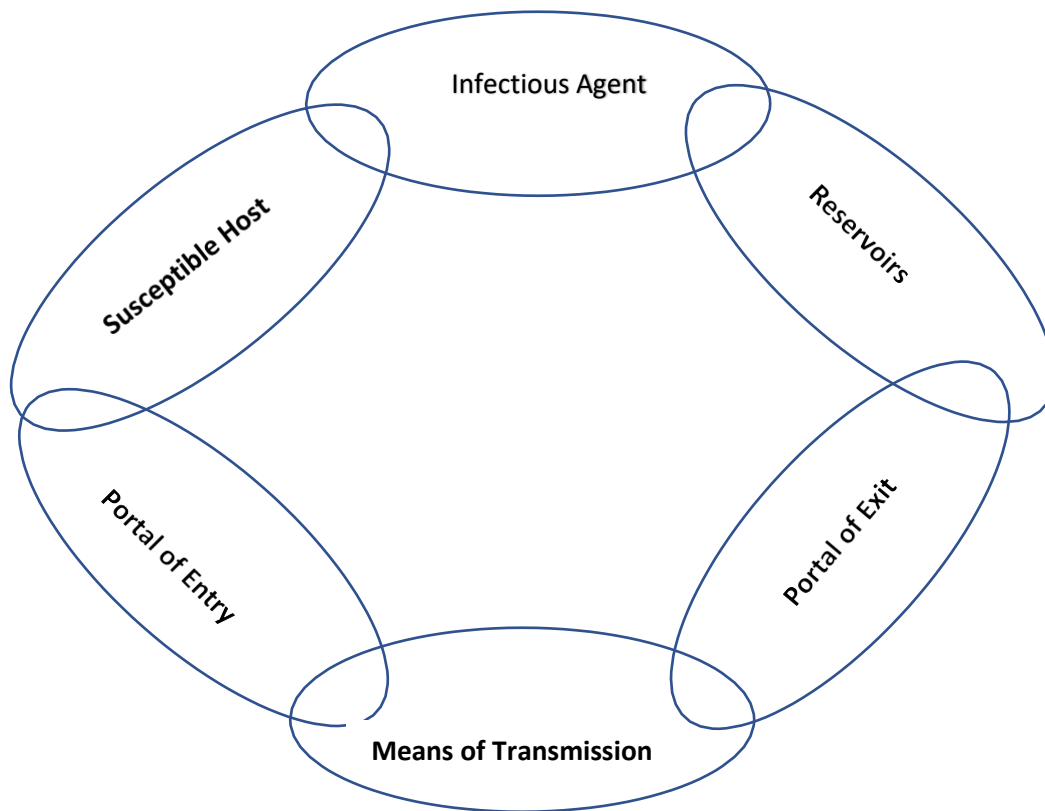 Infectious Agent
Reservoirs
Portal of Exit
Means of Transmission
Portal of Entry
Susceptible Host